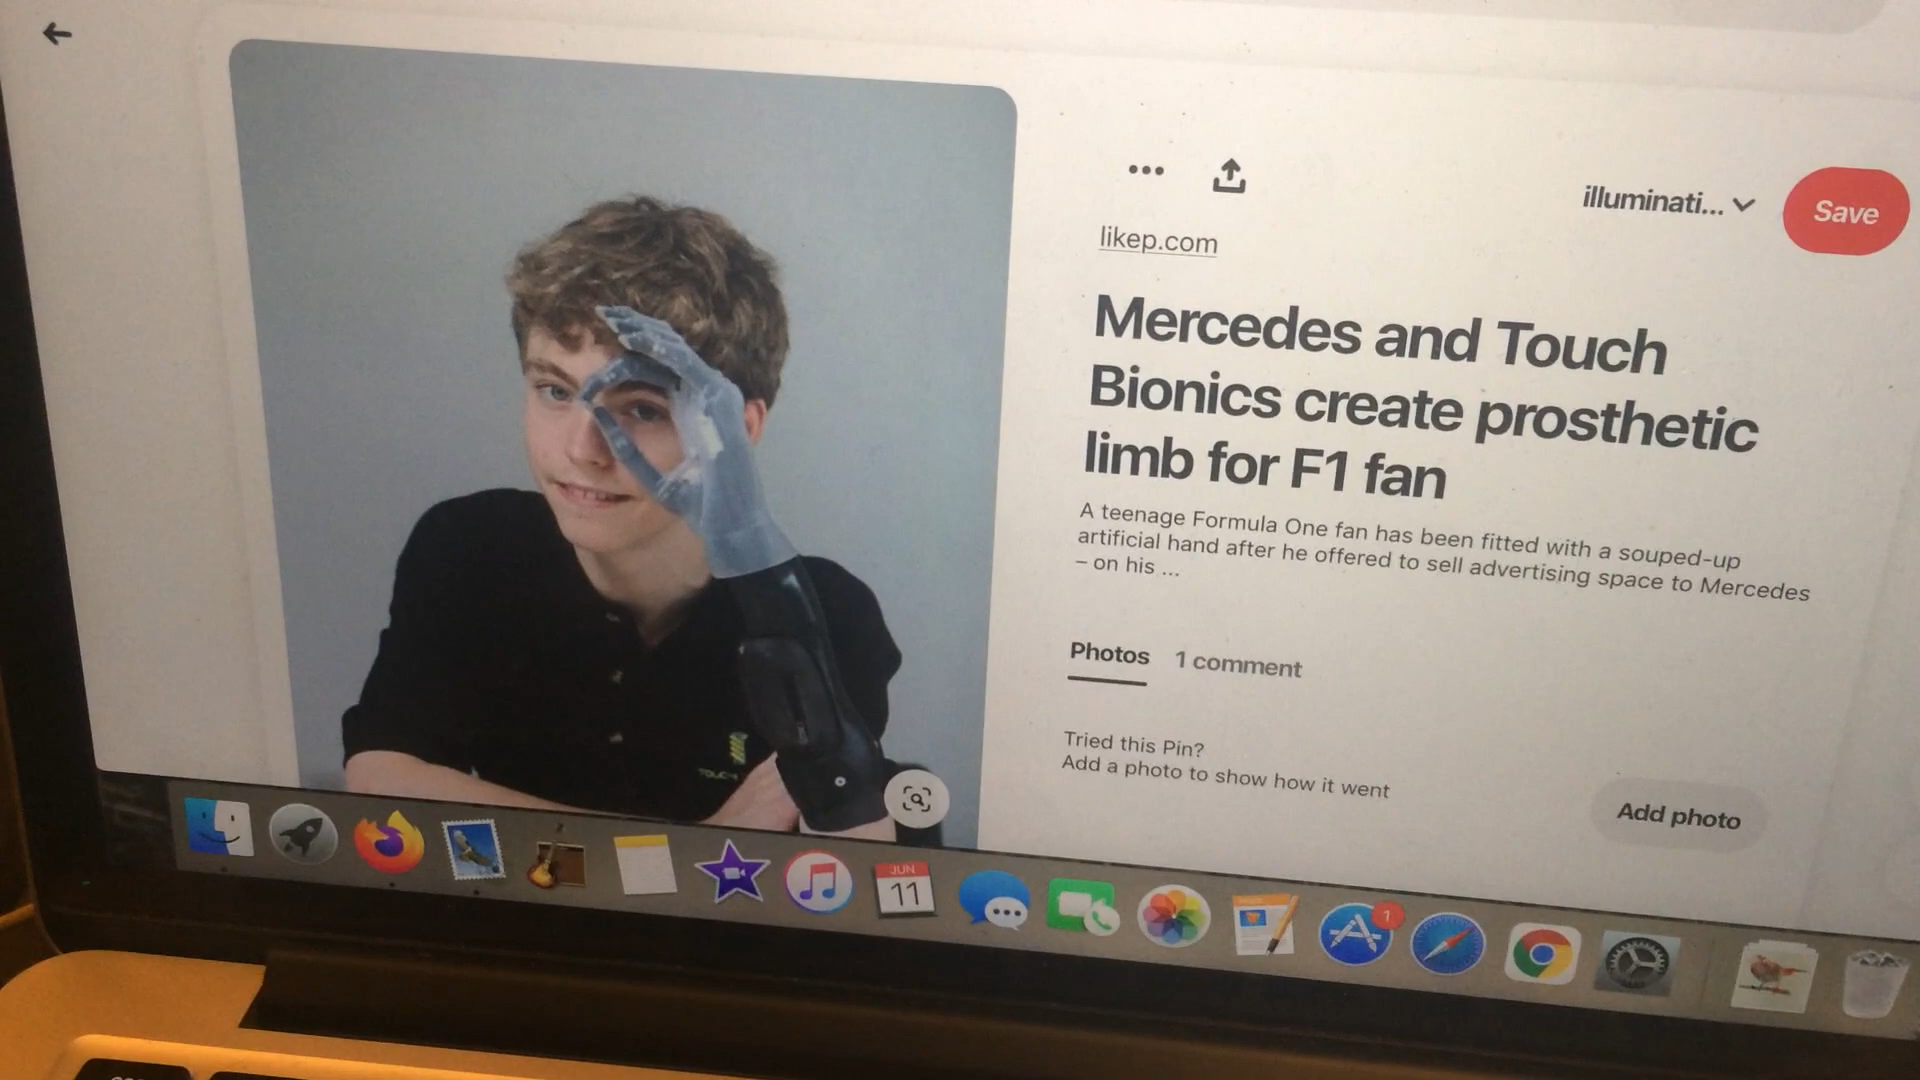 illuminati...
Save
likep.com
Mercedes and Touch
Bionics create prosthetic
limb for F1 fan
A teenage Formula One fan has been fitted with a souped-up
artificial hand after he offered to sell advertising space to Mercedes
– on his ...
Photos
1 comment
Tried this Pin?
Add a photo to show how it went
Add photo
TOUCH
JUN
11
1